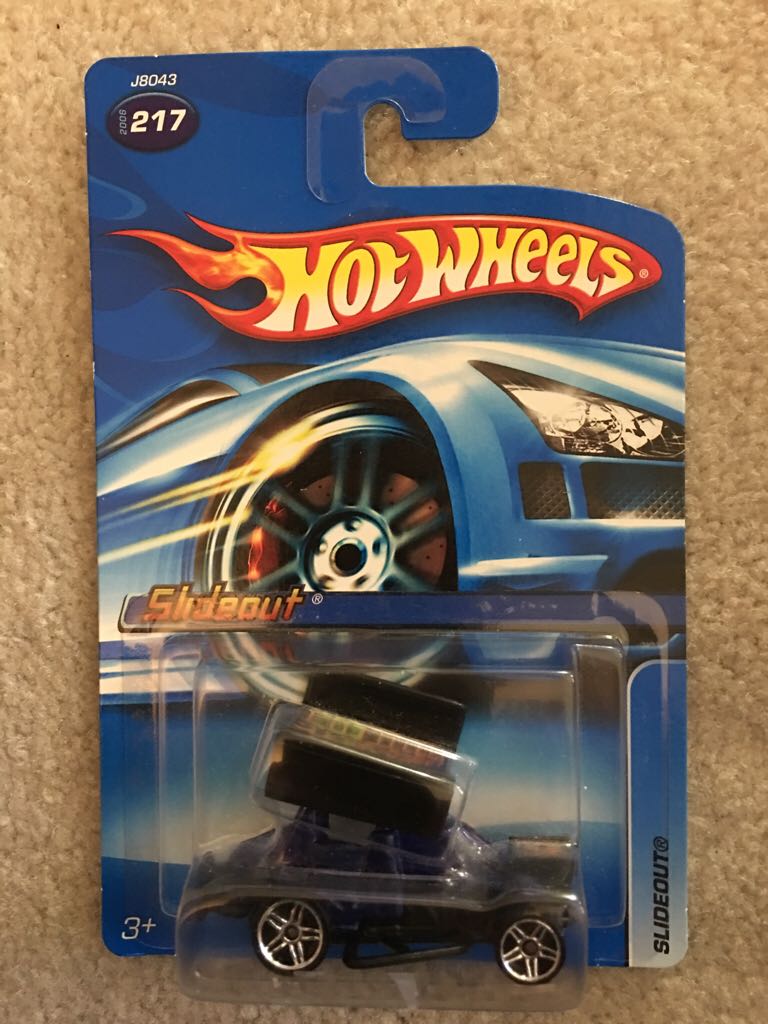 J8043
2006
217
HOT WHEELS®
Slideout®
3+
SLIDEOUT®